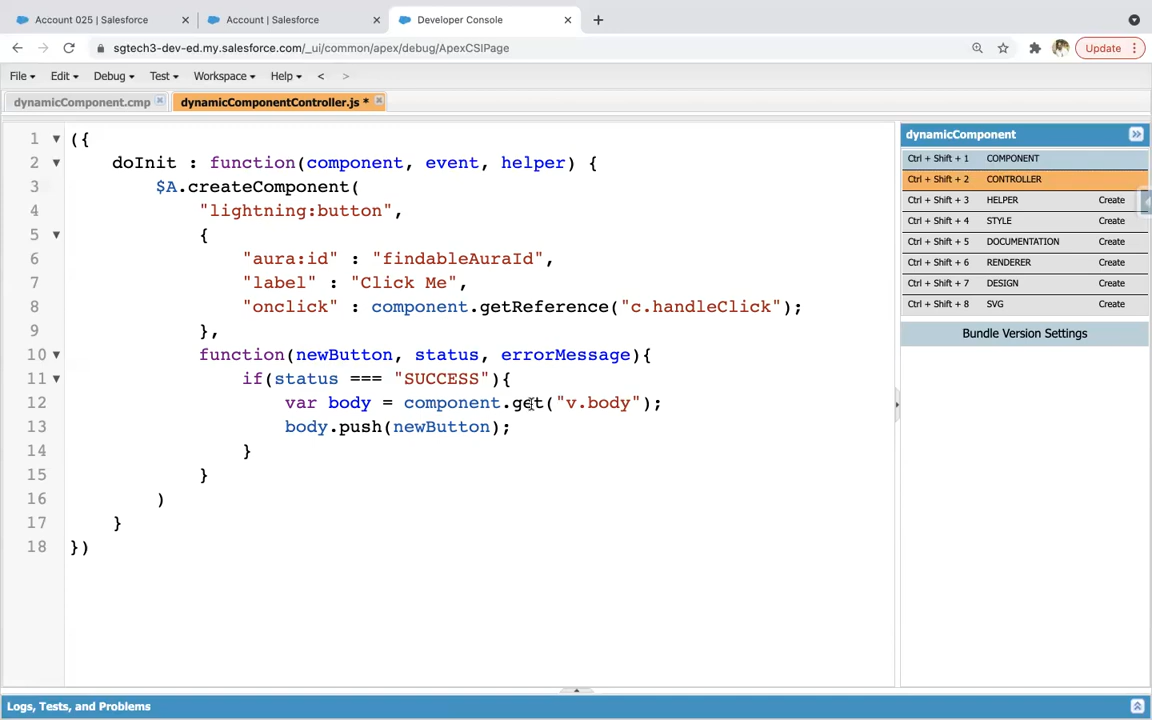 Account 025 | Salesforce
Account | Salesforce
Developer Console
sgtech3-dev-ed.my.salesforce.com/_ui/common/apex/debug/ApexCSIPage
Update
File Edit Debug Test Workspace Help < >
dynamicComponent.cmp
dynamicComponentController.js *
1 ({
2 doInit : function(component, event, helper) {
3 $A.createComponent(
4 "lightning:button",
5 {
6 "aura:id" : "findableAuraId",
7 "label" : "Click Me",
8 "onclick" : component.getReference("c.handleClick");
9 },
10 function(newButton, status, errorMessage){
11 if(status === "SUCCESS"){
12 var body = component.get("v.body");
13 body.push(newButton);
14 }
15 }
16 )
17 }
18 })
dynamicComponent
Ctrl + Shift + 1 COMPONENT
Ctrl + Shift + 2 CONTROLLER
Ctrl + Shift + 3 HELPER Create
Ctrl + Shift + 4 STYLE Create
Ctrl + Shift + 5 DOCUMENTATION Create
Ctrl + Shift + 6 RENDERER Create
Ctrl + Shift + 7 DESIGN Create
Ctrl + Shift + 8 SVG Create
Bundle Version Settings
Logs, Tests, and Problems